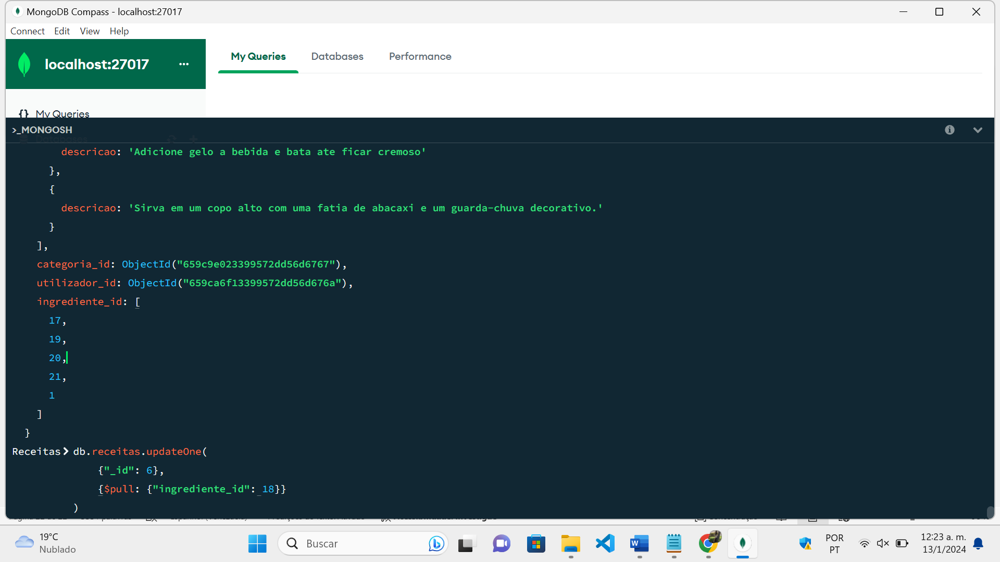 MongoDB Compass - localhost:27017
Connect Edit View Help
localhost:27017 ...
My Queries Databases Performance
{} My Queries
>_MONGOSH
Databases
descricao: 'Adicione gelo a bebida e bata ate ficar cremoso'
},
{
descricao: 'Sirva em um copo alto com uma fatia de abacaxi e um guarda-chuva decorativo.'
}
],
categoria_id: ObjectId("659c9e023399572dd56d6767"),
utilizador_id: ObjectId("659ca6f13399572dd56d676a"),
ingrediente_id: [
17,
19,
20,
21,
1
]
}
Receitas> db.receitas.updateOne(
{"_id": 6},
{$pull: {"ingrediente_id": 18}}
)
19°C
Nublado
Buscar
POR
PT
12:23 a. m.
13/1/2024